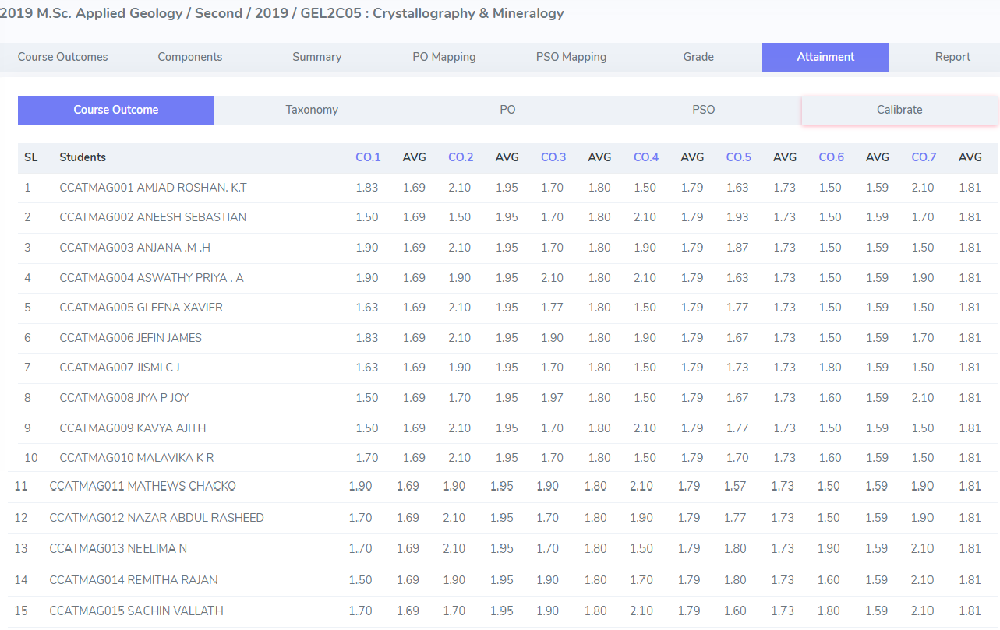 2019 M.Sc. Applied Geology / Second / 2019 / GEL2C05 : Crystallography & Mineralogy
Course Outcomes Components Summary PO Mapping PSO Mapping Grade Attainment Report
Course Outcome Taxonomy PO PSO Calibrate
SL Students CO.1 AVG CO.2 AVG CO.3 AVG CO.4 AVG CO.5 AVG CO.6 AVG CO.7 AVG
1 CCATMAG001 AMJAD ROSHAN. K.T 1.83 1.69 2.10 1.95 1.70 1.80 1.50 1.79 1.63 1.73 1.50 1.59 2.10 1.81
2 CCATMAG002 ANEESH SEBASTIAN 1.50 1.69 1.50 1.95 1.70 1.80 2.10 1.79 1.93 1.73 1.50 1.59 1.70 1.81
3 CCATMAG003 ANJANA .M .H 1.90 1.69 2.10 1.95 1.70 1.80 1.90 1.79 1.87 1.73 1.50 1.59 1.50 1.81
4 CCATMAG004 ASWATHY PRIYA . A 1.90 1.69 1.90 1.95 2.10 1.80 2.10 1.79 1.63 1.73 1.50 1.59 1.90 1.81
5 CCATMAG005 GLEENA XAVIER 1.63 1.69 2.10 1.95 1.77 1.80 1.50 1.79 1.77 1.73 1.50 1.59 1.50 1.81
6 CCATMAG006 JEFIN JAMES 1.83 1.69 2.10 1.95 1.90 1.80 1.90 1.79 1.67 1.73 1.50 1.59 1.70 1.81
7 CCATMAG007 JISMI C J 1.63 1.69 1.90 1.95 1.70 1.80 1.50 1.79 1.73 1.73 1.80 1.59 1.50 1.81
8 CCATMAG008 JIYA P JOY 1.50 1.69 1.70 1.95 1.97 1.80 1.50 1.79 1.67 1.73 1.60 1.59 2.10 1.81
9 CCATMAG009 KAVYA AJITH 1.50 1.69 2.10 1.95 1.70 1.80 2.10 1.79 1.77 1.73 1.50 1.59 1.50 1.81
10 CCATMAG010 MALAVIKA K R 1.70 1.69 2.10 1.95 1.70 1.80 1.50 1.79 1.70 1.73 1.60 1.59 1.50 1.81
11 CCATMAG011 MATHEWS CHACKO 1.90 1.69 1.90 1.95 1.90 1.80 2.10 1.79 1.57 1.73 1.50 1.59 1.90 1.81
12 CCATMAG012 NAZAR ABDUL RASHEED 1.70 1.69 2.10 1.95 1.70 1.80 1.90 1.79 1.77 1.73 1.50 1.59 1.90 1.81
13 CCATMAG013 NEELIMA N 1.70 1.69 2.10 1.95 1.70 1.80 1.50 1.79 1.80 1.73 1.90 1.59 2.10 1.81
14 CCATMAG014 REMITHA RAJAN 1.50 1.69 1.90 1.95 1.90 1.80 1.70 1.79 1.80 1.73 1.60 1.59 2.10 1.81
15 CCATMAG015 SACHIN VALLATH 1.70 1.69 1.70 1.95 1.90 1.80 2.10 1.79 1.60 1.73 1.80 1.59 2.10 1.81